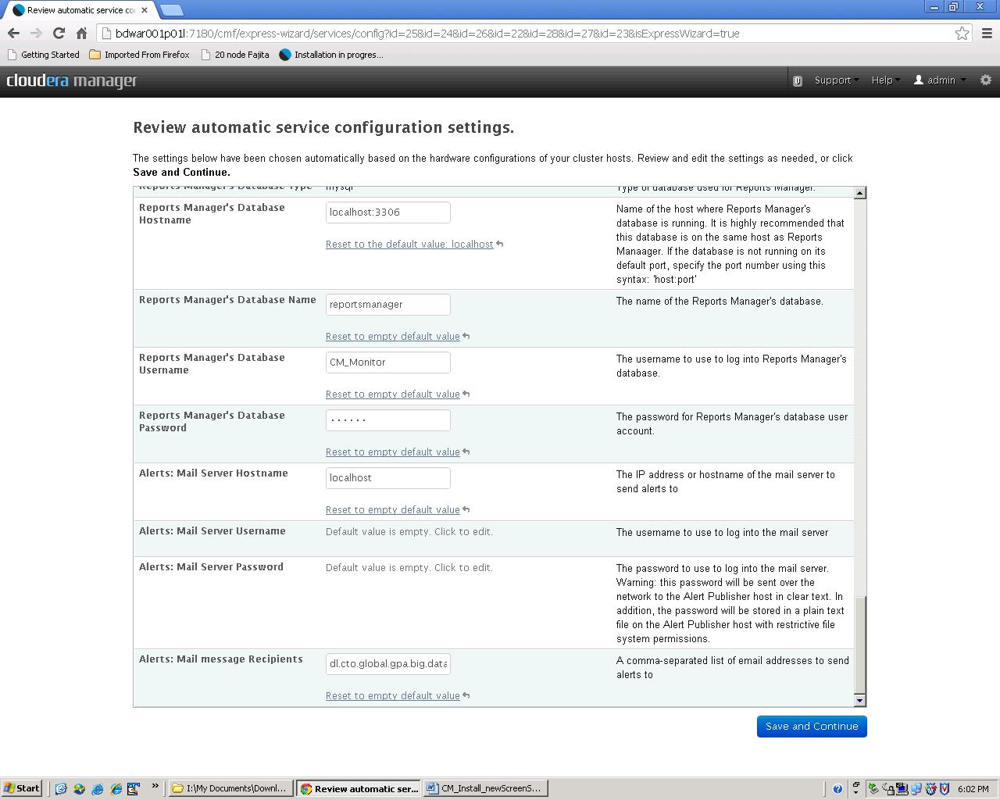 Review automatic service co
bdwar001p01l:7180/cmf/express-wizard/services/config?id=25&id=24&id=26&id=22&id=28&id=27&id=23&isExpressWizard=true
Getting Started Imported From Firefox 20 node Fajita Installation in progres...
cloudera manager 0 Support Help admin
Review automatic service configuration settings.
The settings below have been chosen automatically based on the hardware configurations of your cluster hosts. Review and edit the settings as needed, or click
Save and Continue.
Reports Manager's Database Type mysql Type of database used for Reports Manager.
Reports Manager's Database
Hostname
localhost:3306
Reset to the default value: localhost
Name of the host where Reports Manager's
database is running. It is highly recommended that
this database is on the same host as Reports
Manaager. If the database is not running on its
default port, specify the port number using this
syntax: 'host:port'
Reports Manager's Database Name
reportsmanager
Reset to empty default value
The name of the Reports Manager's database.
Reports Manager's Database
Username
CM_Monitor
Reset to empty default value
The username to use to log into Reports Manager's
database.
Reports Manager's Database
Password
······
Reset to empty default value
The password for Reports Manager's database user
account.
Alerts: Mail Server Hostname
localhost
Reset to empty default value
The IP address or hostname of the mail server to
send alerts to
Alerts: Mail Server Username
Default value is empty. Click to edit.
The username to use to log into the mail server
Alerts: Mail Server Password
Default value is empty. Click to edit.
The password to use to log into the mail server.
Warning: this password will be sent over the
network to the Alert Publisher host in clear text. In
addition, the password will be stored in a plain text
file on the Alert Publisher host with restrictive file
system permissions.
Alerts: Mail message Recipients
dl.cto.global.gpa.big.data
Reset to empty default value
A comma-separated list of email addresses to send
alerts to
Save and Continue
Start » I:\My Documents\Downl... Review automatic ser... CM_Install_newScreenS... 6:02 PM